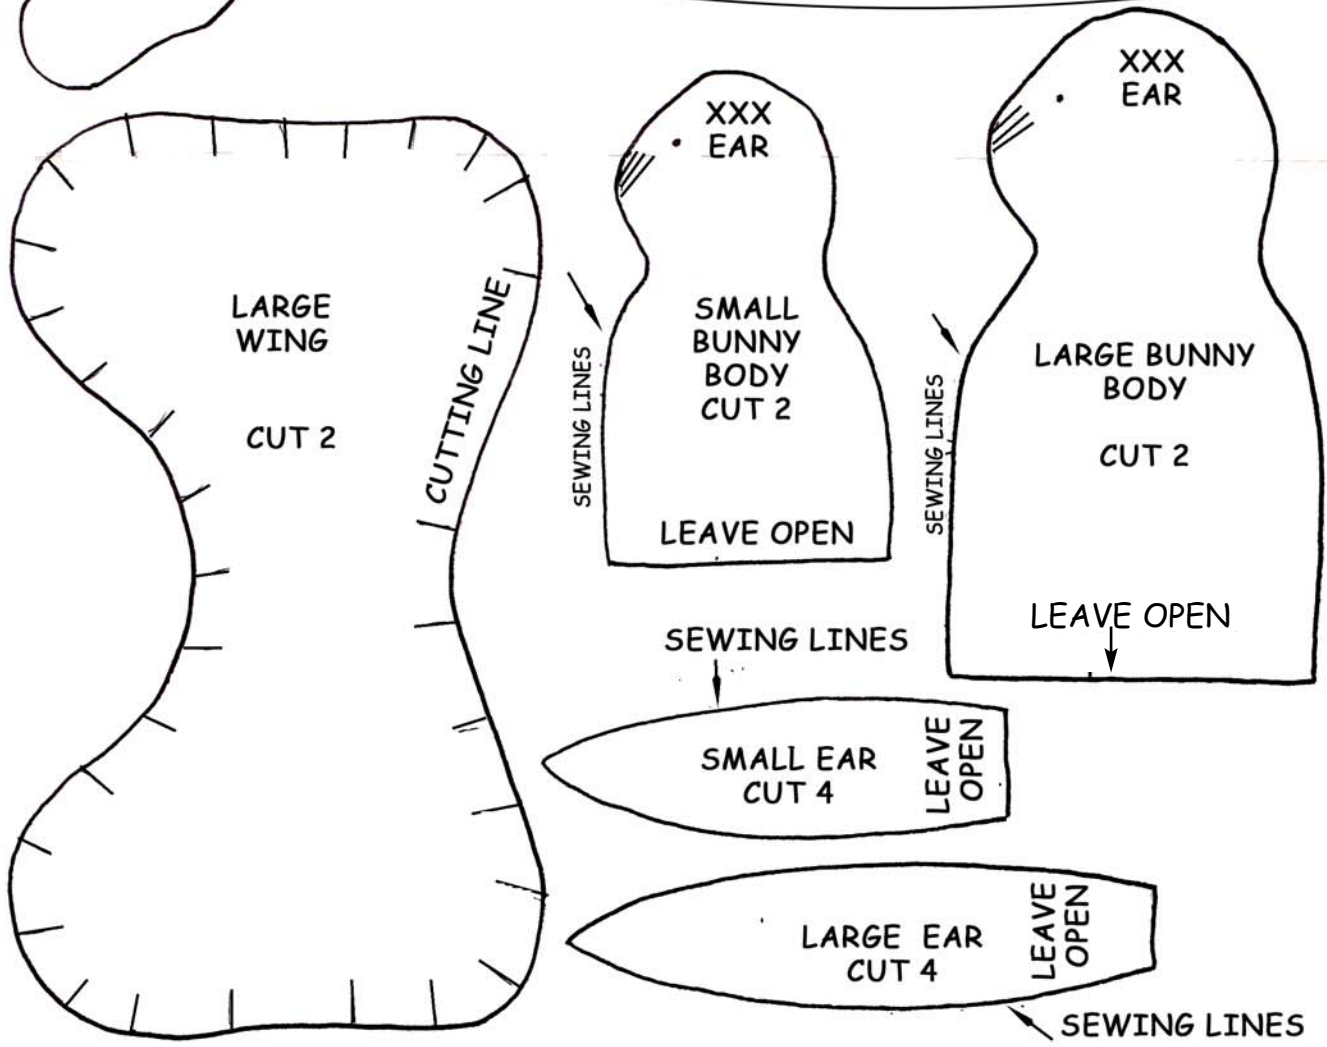 LARGE
WING
CUT 2
CUTTING LINE
XXX
EAR
SEWING LINES
SMALL
BUNNY
BODY
CUT 2
LEAVE OPEN
XXX
EAR
SEWING LINES
LARGE BUNNY
BODY
CUT 2
LEAVE OPEN
SEWING LINES
SMALL EAR
CUT 4
LEAVE
OPEN
LARGE EAR
CUT 4
LEAVE
OPEN
SEWING LINES